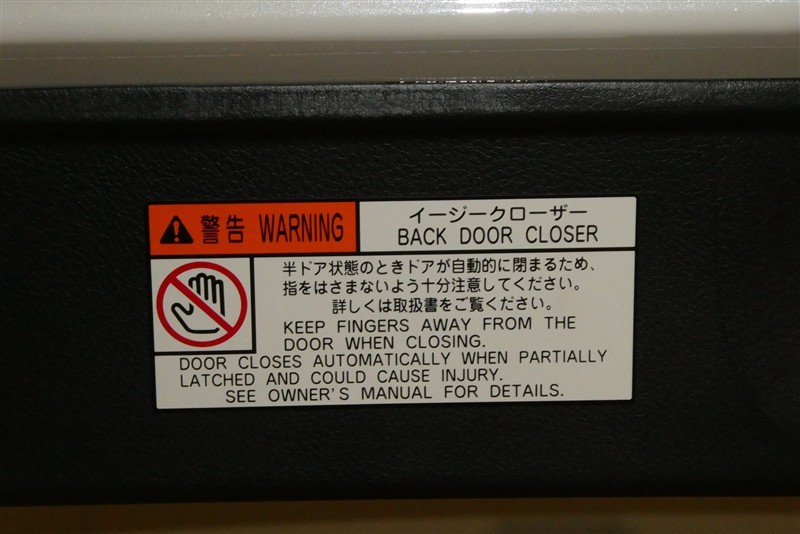 警告 WARNING
イージークローザー
BACK DOOR CLOSER
半ドア状態のときドアが自動的に閉まるため、
指をはさまないよう十分注意してください。
詳しくは取扱書をご覧ください。
KEEP FINGERS AWAY FROM THE
DOOR WHEN CLOSING.
DOOR CLOSES AUTOMATICALLY WHEN PARTIALLY
LATCHED AND COULD CAUSE INJURY.
SEE OWNER'S MANUAL FOR DETAILS.